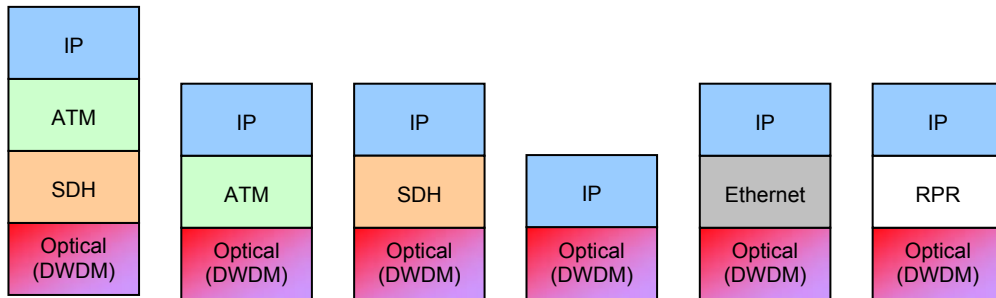 IP
ATM
SDH
Optical
(DWDM)
IP
ATM
Optical
(DWDM)
IP
SDH
Optical
(DWDM)
IP
Optical
(DWDM)
IP
Ethernet
Optical
(DWDM)
IP
RPR
Optical
(DWDM)